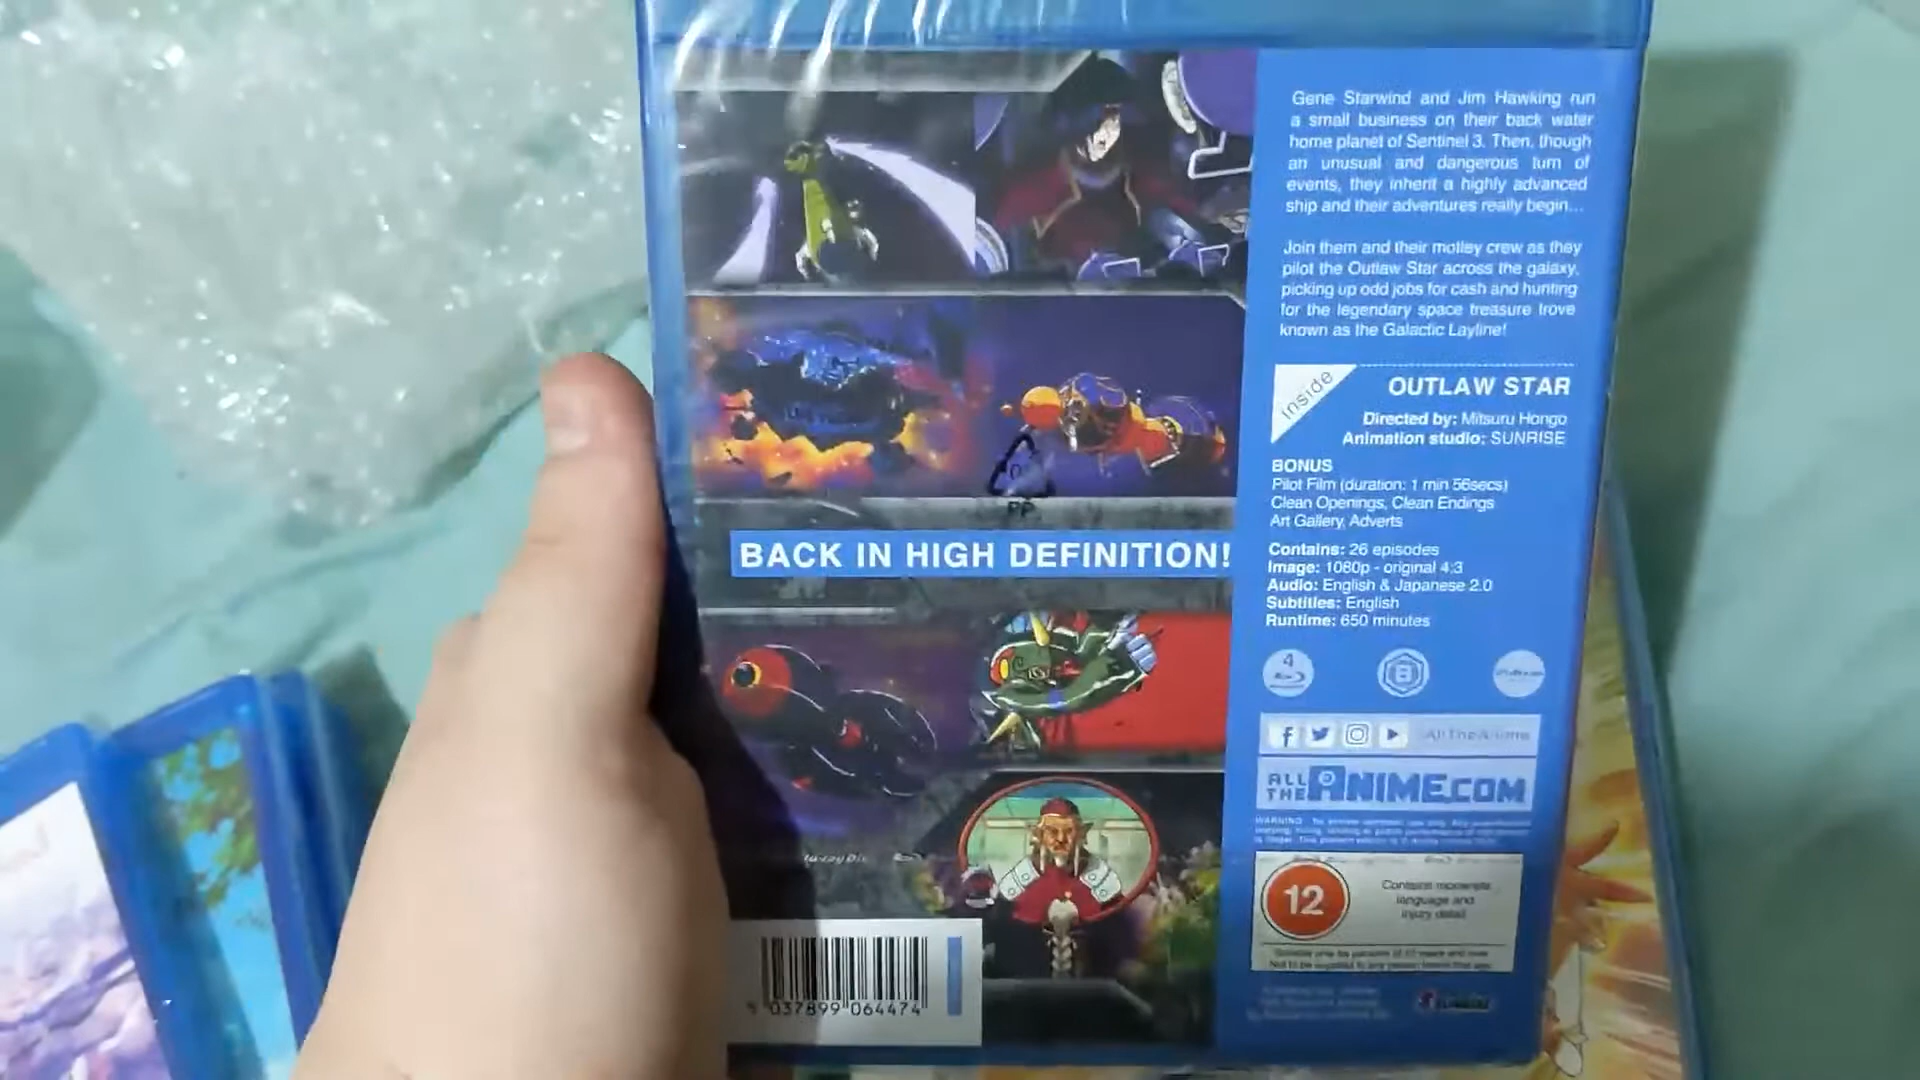 Gene Starwind and Jim Hawking run
a small business on their back water
home planet of Sentinel 3. Then, though
an unusual and dangerous turn of
events, they inherit a highly advanced
ship and their adventures really begin...
Join them and their motley crew as they
pilot the Outlaw Star across the galaxy,
picking up odd jobs for cash and hunting
for the legendary space treasure trove
known as the Galactic Layline!
Inside
OUTLAW STAR
Directed by: Mitsuru Hongo
Animation studio: SUNRISE
BONUS
Pilot Film (duration: 1 min 56secs)
Clean Openings, Clean Endings
Art Gallery, Adverts
BACK IN HIGH DEFINITION!
Contains: 26 episodes
Image: 1080p - original 4:3
Audio: English & Japanese 2.0
Subtitles: English
Runtime: 650 minutes
PP
4
B
AllTheAnime
ALL THE ANIME.COM
12
Contains moderate
language and
injury detail
5 037899 064474